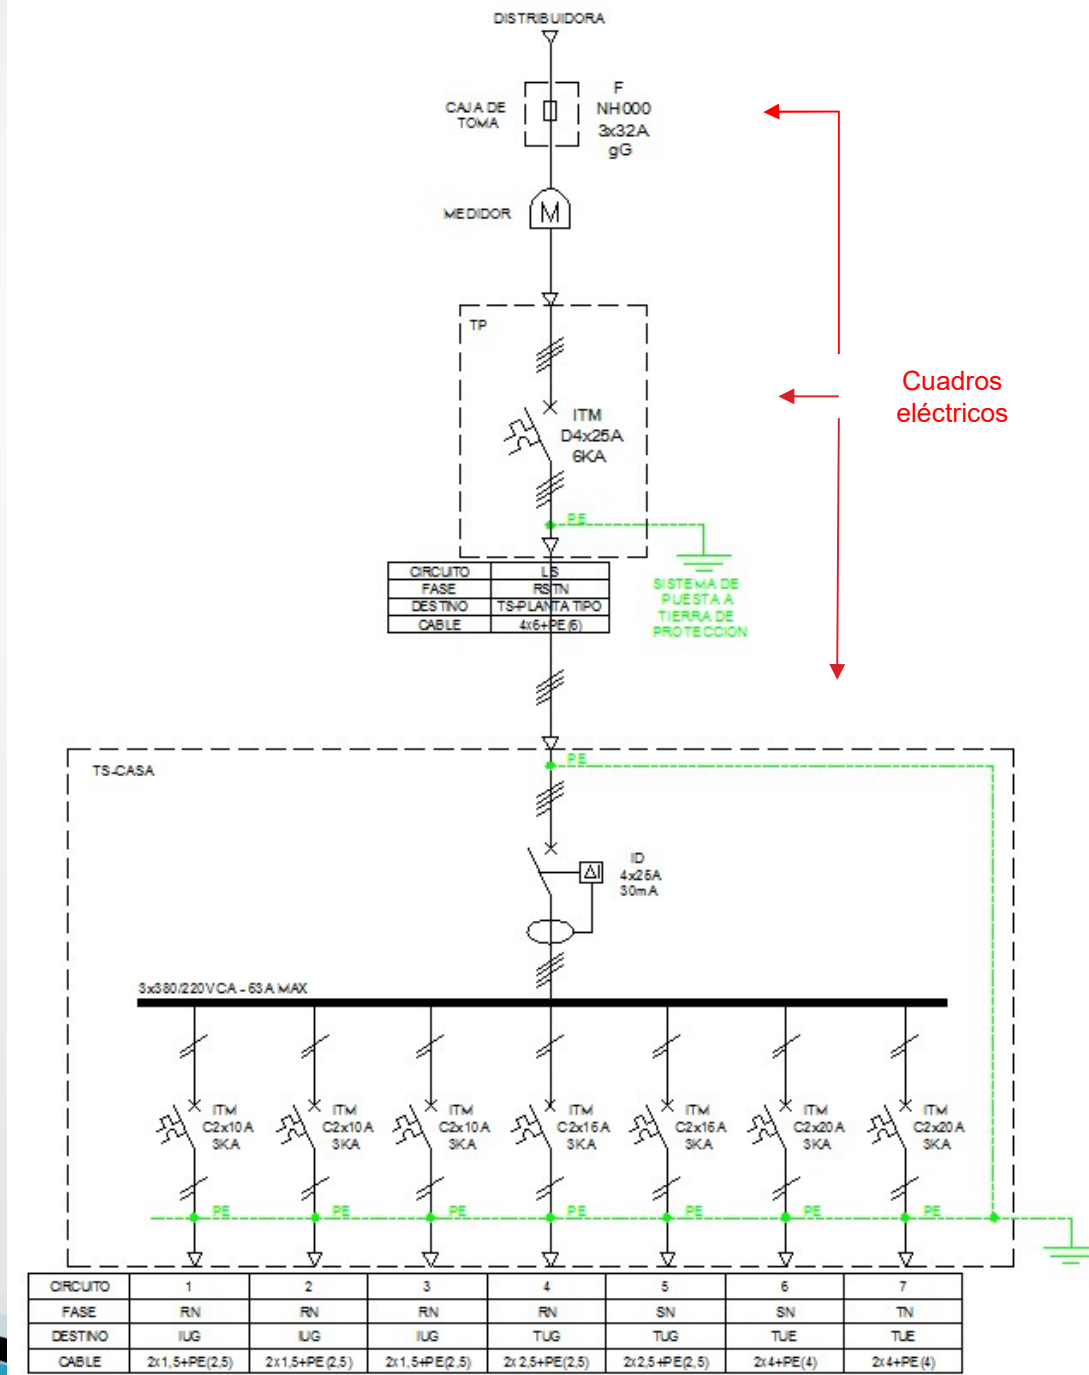 DISTRIBUIDORA
CAJA DE
TOMA
F
NH000
3x32A
gG
MEDIDOR
M
TP
ITM
D4x25A
6KA
PE
Cuadros
eléctricos
CIRCUITO LS
FASE RSTN
DESTINO TS-PLANTA TIPO
CABLE 4x6+PE(6)
SISTEMA DE
PUESTA A
TIERRA DE
PROTECCION
TS-CASA
PE
ID
4x25A
30mA
ΔI
3x380/220VCA - 63A MAX
ITM ITM ITM ITM ITM ITM ITM
C2x10A C2x10A C2x10A C2x16A C2x16A C2x20A C2x20A
3KA 3KA 3KA 3KA 3KA 3KA 3KA
PE PE PE PE PE PE PE
CIRCUITO 1 2 3 4 5 6 7
FASE RN RN RN RN SN SN TN
DESTINO IUG IUG IUG TUG TUG TUE TUE
CABLE 2x1,5+PE(2,5) 2x1,5+PE(2,5) 2x1,5+PE(2,5) 2x2,5+PE(2,5) 2x2,5+PE(2,5) 2x4+PE(4) 2x4+PE(4)